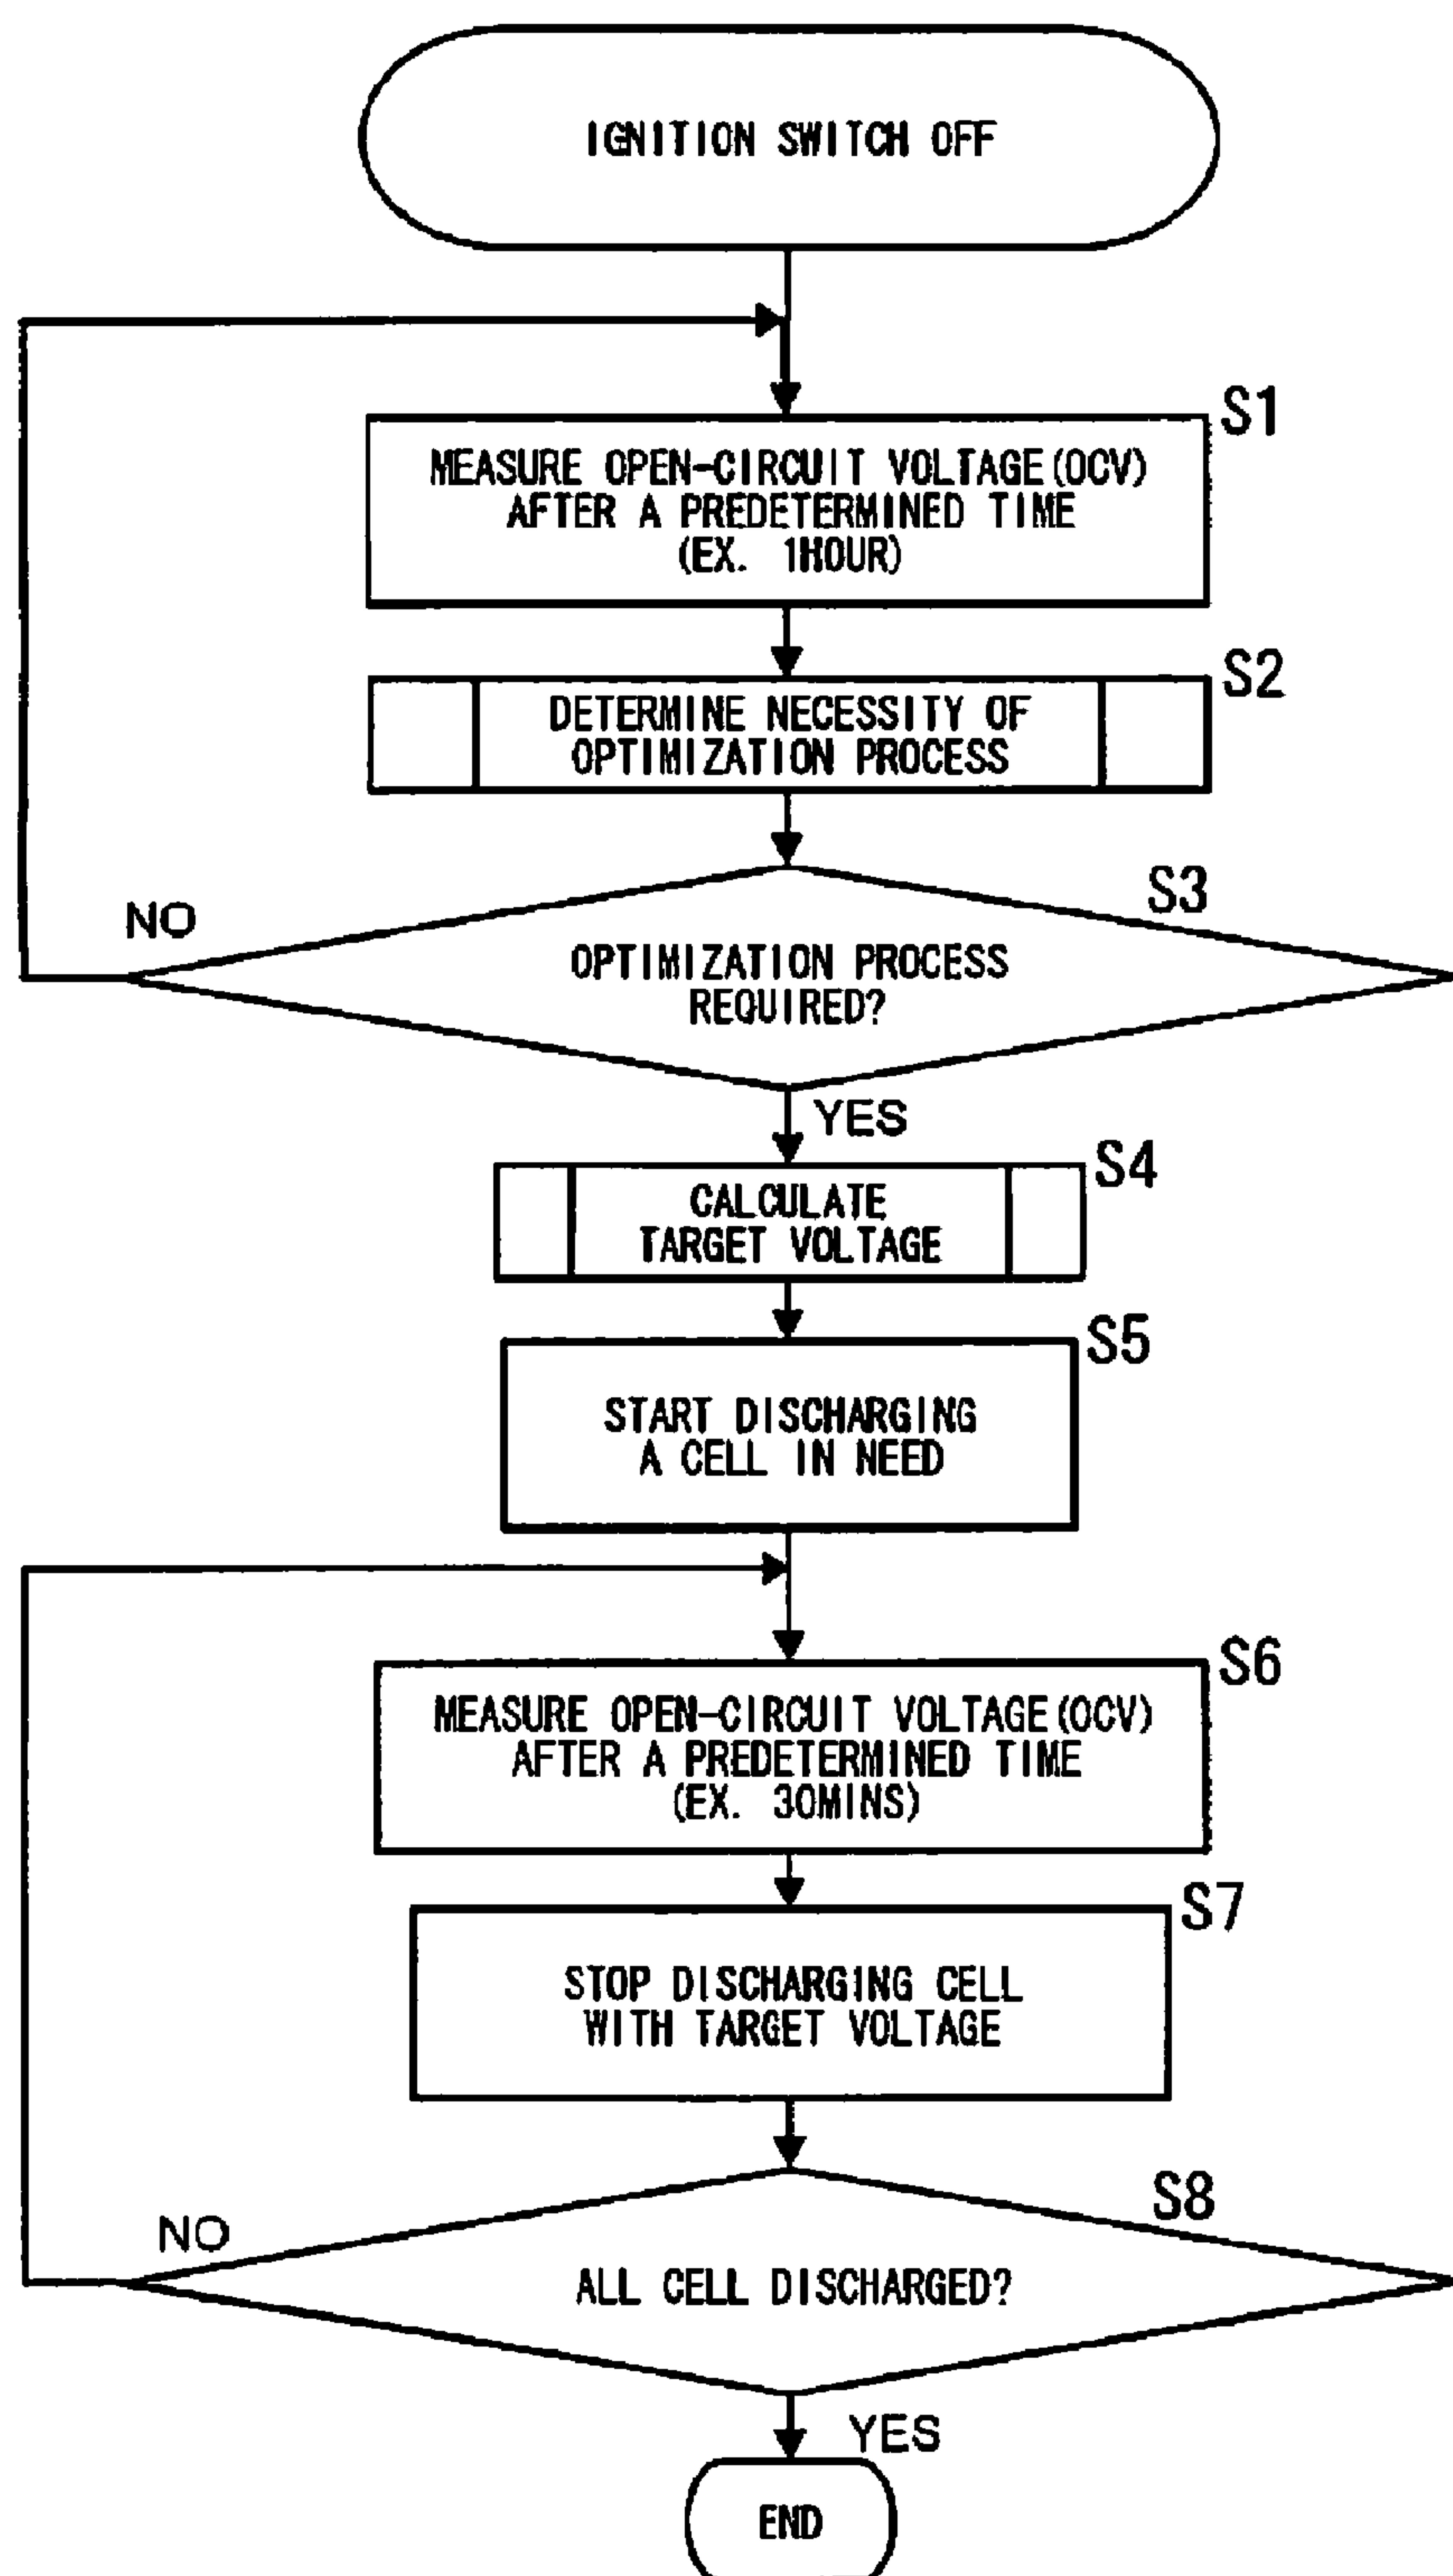 IGNITION SWITCH OFF
S1
MEASURE OPEN-CIRCUIT VOLTAGE(OCV)
AFTER A PREDETERMINED TIME
(EX. 1HOUR)
S2
DETERMINE NECESSITY OF
OPTIMIZATION PROCESS
S3
NO
OPTIMIZATION PROCESS
REQUIRED?
YES
S4
CALCULATE
TARGET VOLTAGE
S5
START DISCHARGING
A CELL IN NEED
S6
MEASURE OPEN-CIRCUIT VOLTAGE(OCV)
AFTER A PREDETERMINED TIME
(EX. 30MINS)
S7
STOP DISCHARGING CELL
WITH TARGET VOLTAGE
S8
NO
ALL CELL DISCHARGED?
YES
END